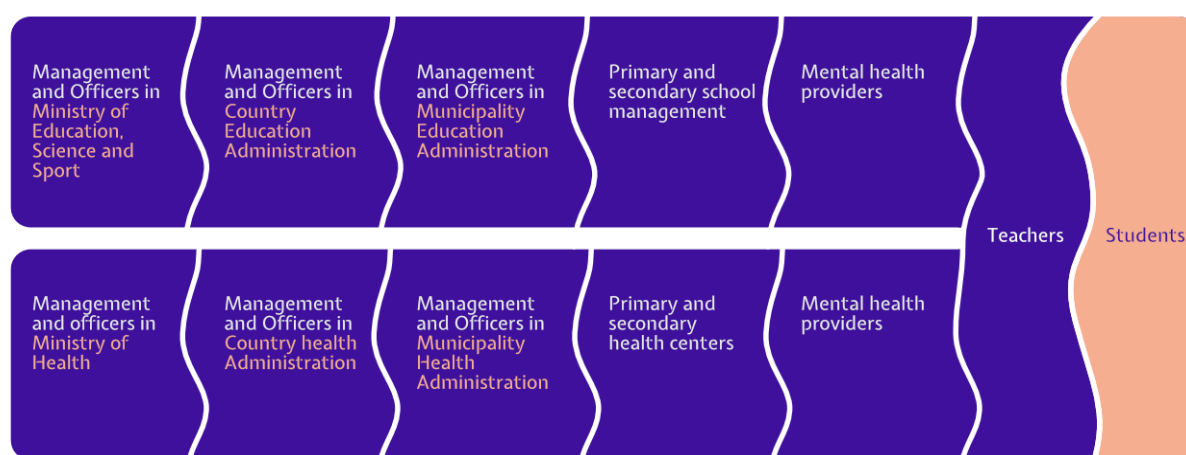 Management
and Officers in
Ministry of
Education,
Science and
Sport
Management
and Officers in
Country
Education
Administration
Management
and Officers in
Municipality
Education
Administration
Primary and
secondary school
management
Mental health
providers
Teachers
Students
Management
and officers in
Ministry of
Health
Management
and Officers in
Country health
Administration
Management
and Officers in
Municipality
Health
Administration
Primary and
secondary
health centers
Mental health
providers